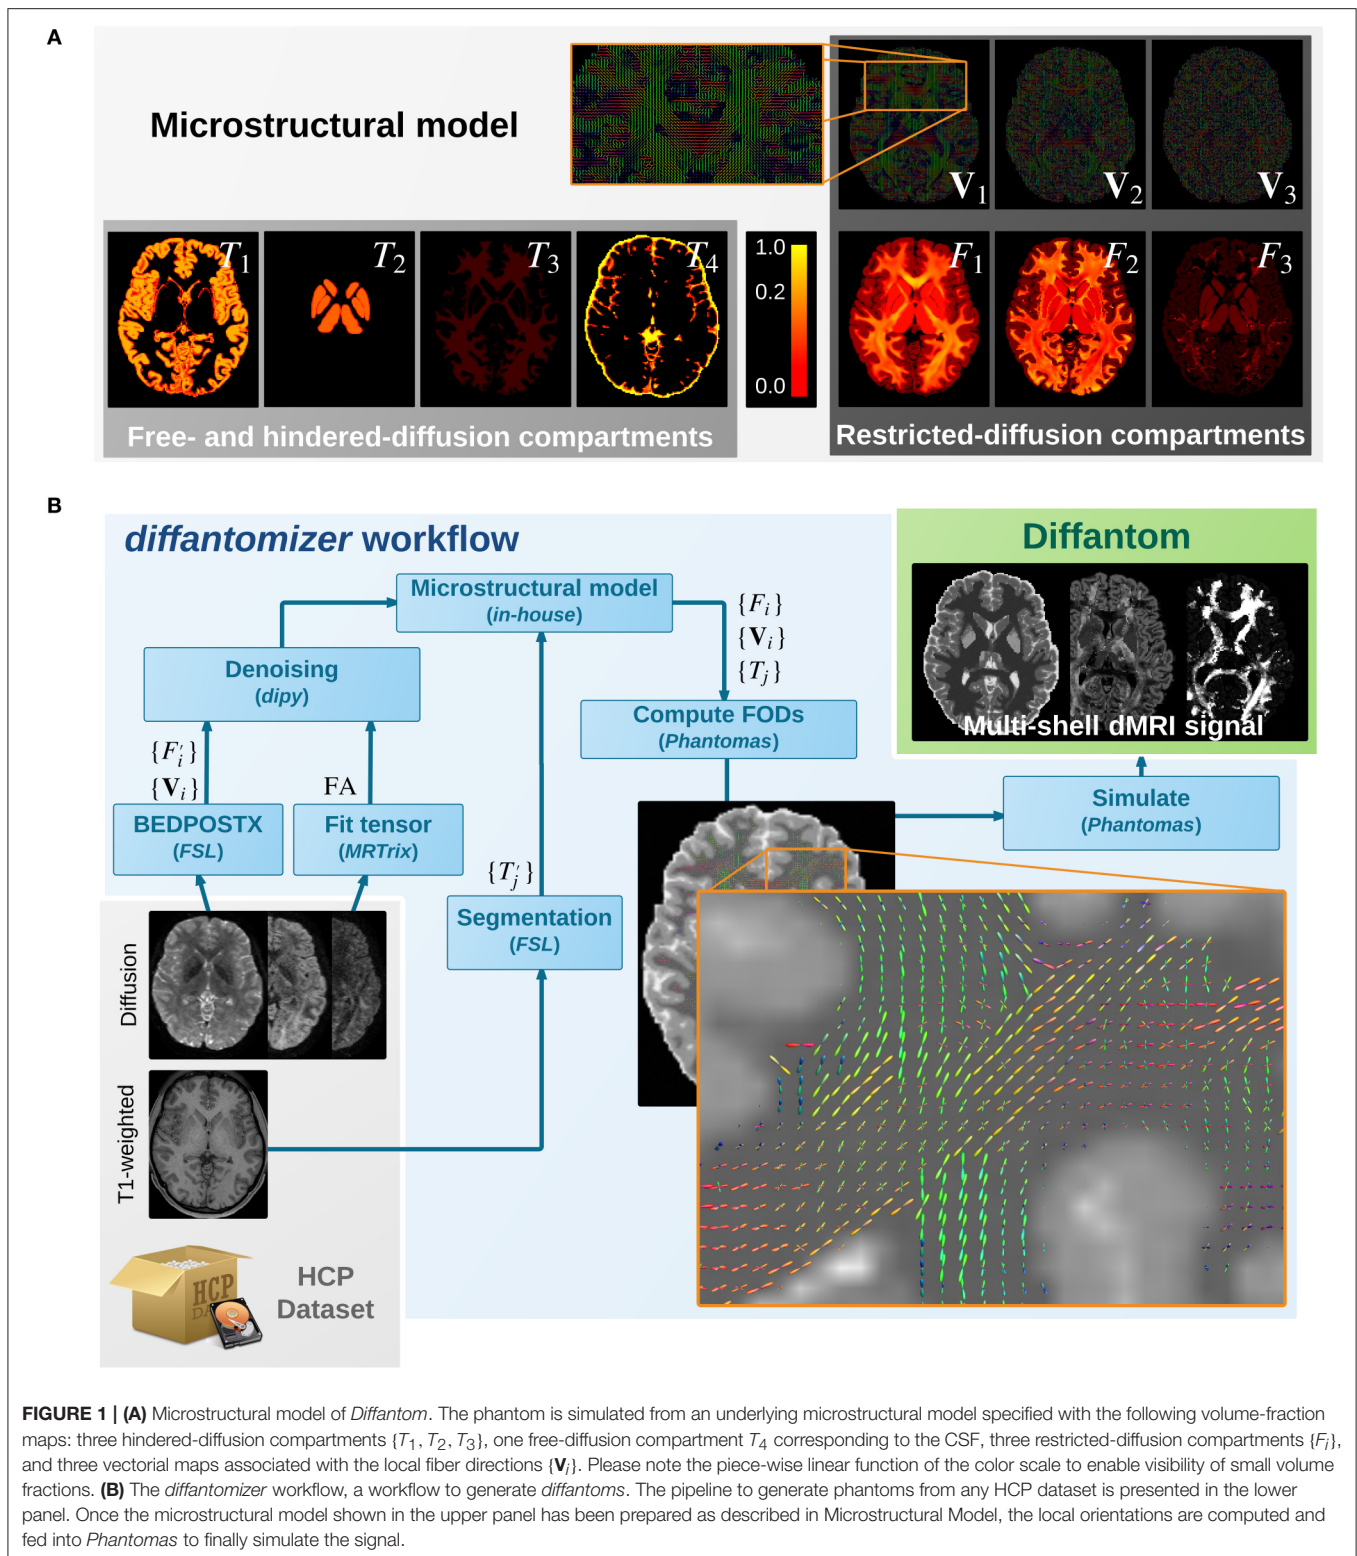 A
Microstructural model
V1
V2
V3
T1
T2
T3
T4
1.0
0.2
0.0
F1
F2
F3
Free- and hindered-diffusion compartments
Restricted-diffusion compartments
B
diffantomizer workflow
Diffantom
Microstructural model
(in-house)
{Fi}
{Vi}
{Tj}
Denoising
(dipy)
Compute FODs
(Phantomas)
Multi-shell dMRI signal
{F′i}
{Vi}
FA
BEDPOSTX
(FSL)
Fit tensor
(MRTrix)
Simulate
(Phantomas)
{T′j}
Segmentation
(FSL)
Diffusion
T1-weighted
HCP
DA
HCP
Dataset
FIGURE 1 | (A) Microstructural model of Diffantom. The phantom is simulated from an underlying microstructural model specified with the following volume-fraction
maps: three hindered-diffusion compartments {T1, T2, T3}, one free-diffusion compartment T4 corresponding to the CSF, three restricted-diffusion compartments {Fi},
and three vectorial maps associated with the local fiber directions {Vi}. Please note the piece-wise linear function of the color scale to enable visibility of small volume
fractions. (B) The diffantomizer workflow, a workflow to generate diffantoms. The pipeline to generate phantoms from any HCP dataset is presented in the lower
panel. Once the microstructural model shown in the upper panel has been prepared as described in Microstructural Model, the local orientations are computed and
fed into Phantomas to finally simulate the signal.